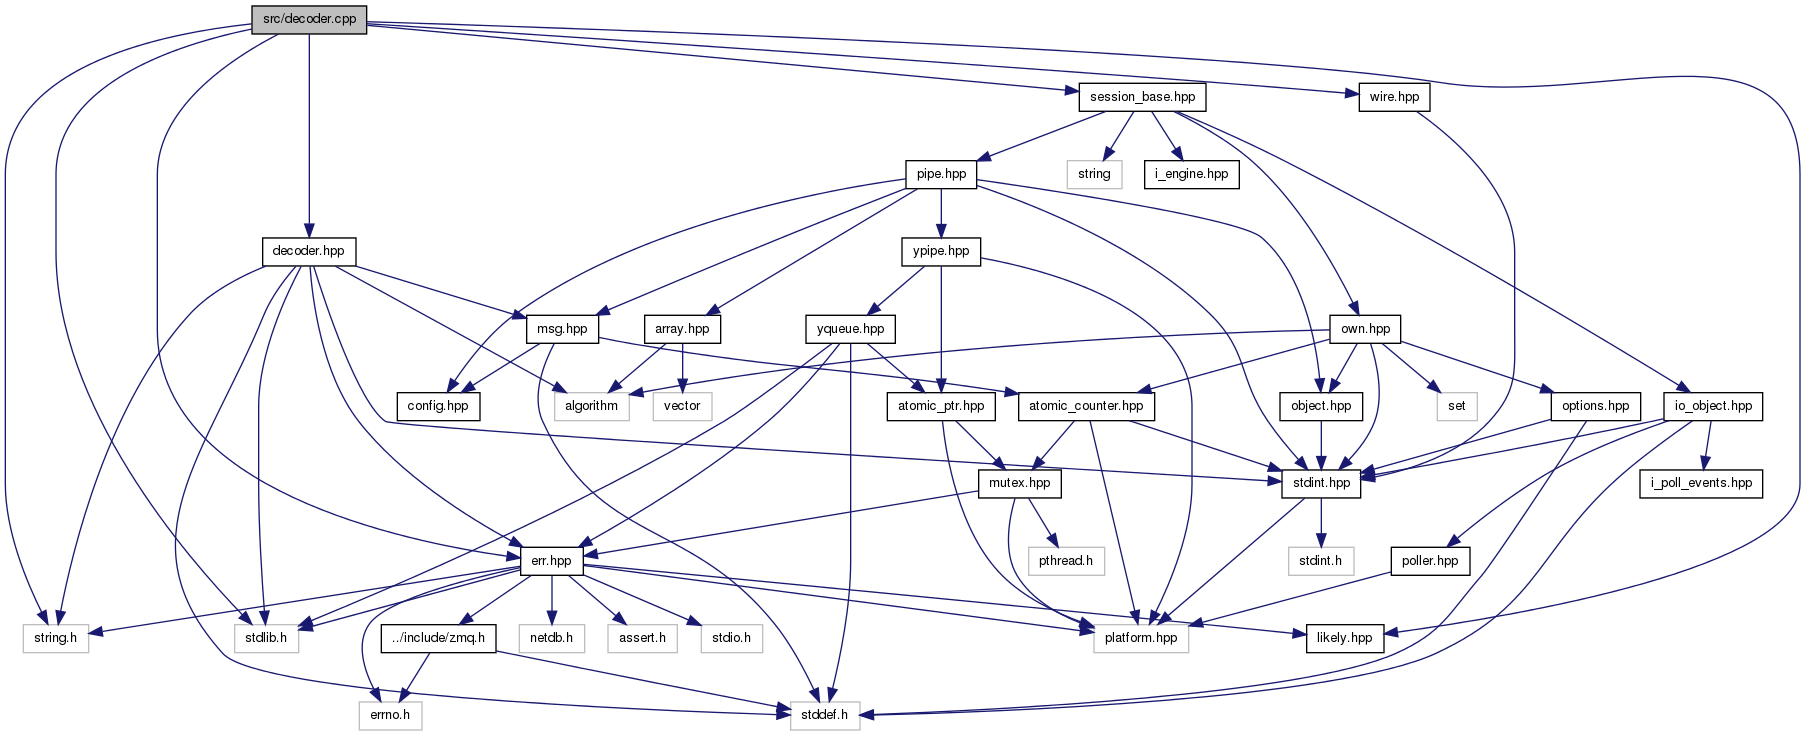 src/decoder.cpp
session_base.hpp
wire.hpp
pipe.hpp
string
i_engine.hpp
decoder.hpp
ypipe.hpp
msg.hpp
array.hpp
yqueue.hpp
own.hpp
config.hpp
algorithm
vector
atomic_ptr.hpp
atomic_counter.hpp
object.hpp
set
options.hpp
io_object.hpp
mutex.hpp
stdint.hpp
i_poll_events.hpp
err.hpp
pthread.h
stdint.h
poller.hpp
string.h
stdlib.h
../include/zmq.h
netdb.h
assert.h
stdio.h
platform.hpp
likely.hpp
errno.h
stddef.h